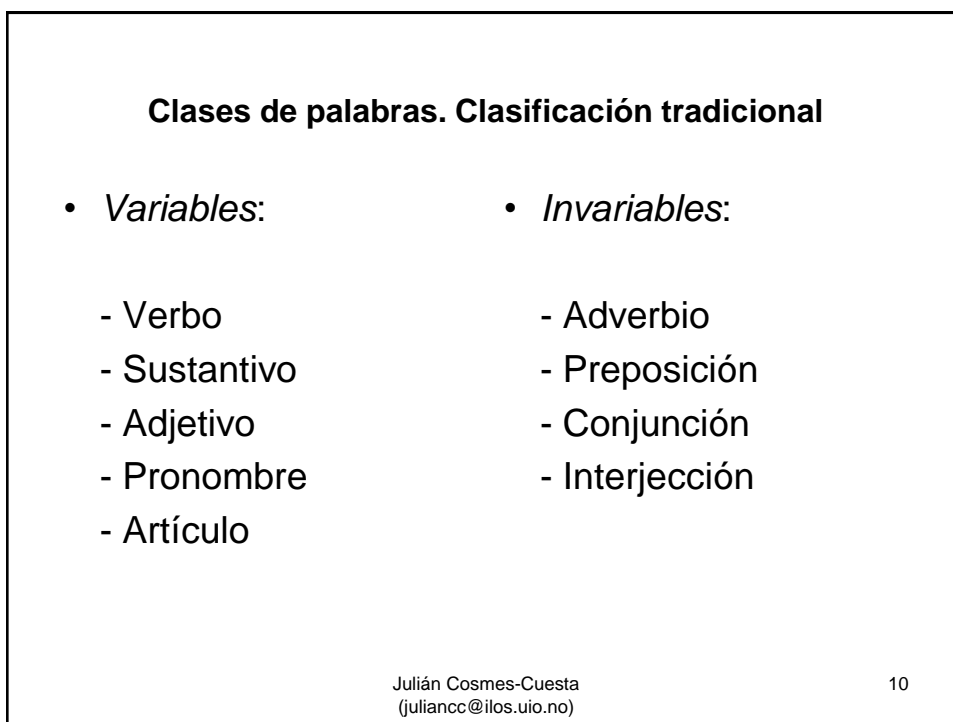 Clases de palabras. Clasificación tradicional
• Variables:
- Verbo
- Sustantivo
- Adjetivo
- Pronombre
- Artículo
• Invariables:
- Adverbio
- Preposición
- Conjunción
- Interjección
Julián Cosmes-Cuesta
(juliancc@ilos.uio.no)
10